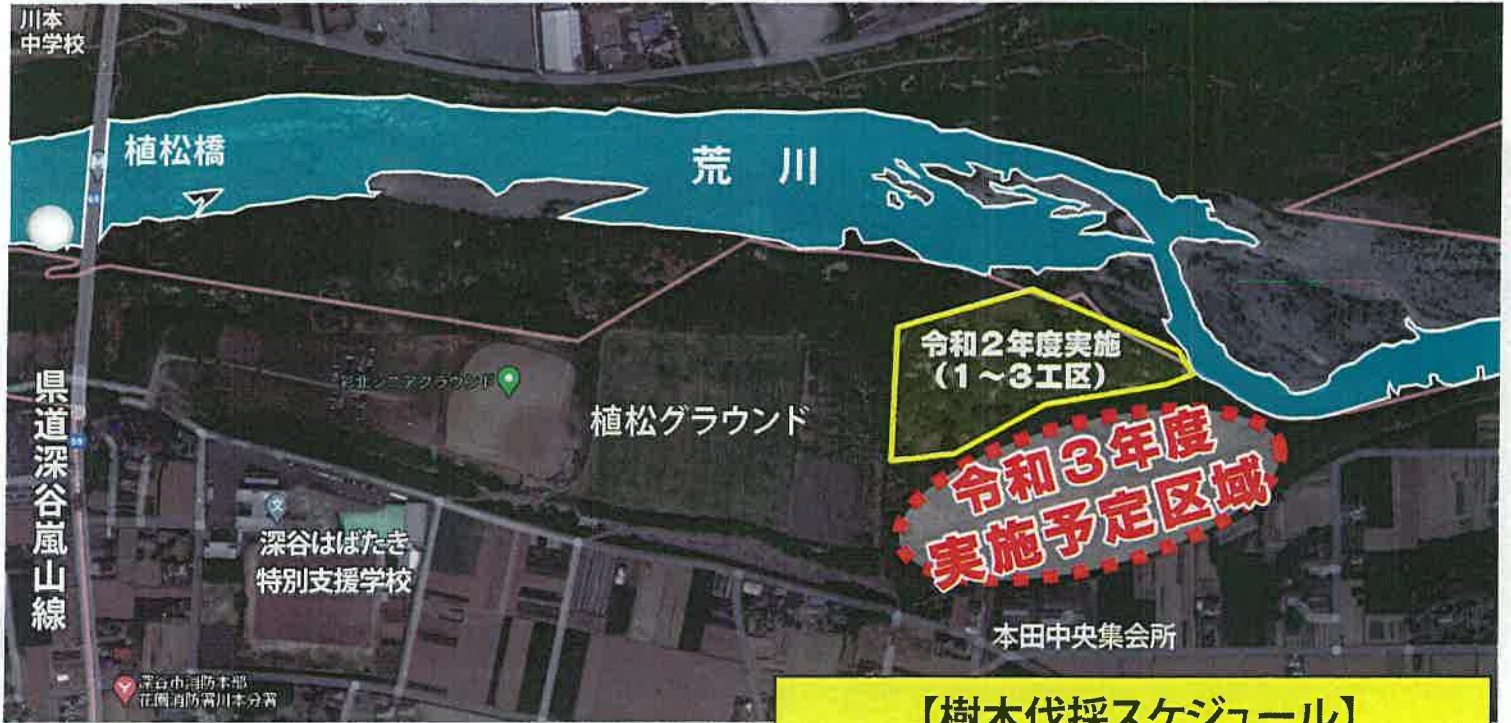 川本
中学校
植松橋
荒川
令和2年度実施
(1~3工区)
植松グラウンド
令和3年度
実施予定区域
県道深谷嵐山線
深谷はばたき
特別支援学校
本田中央集会所
深谷市消防本部
花園消防署川本分署
【樹木伐採スケジュール】